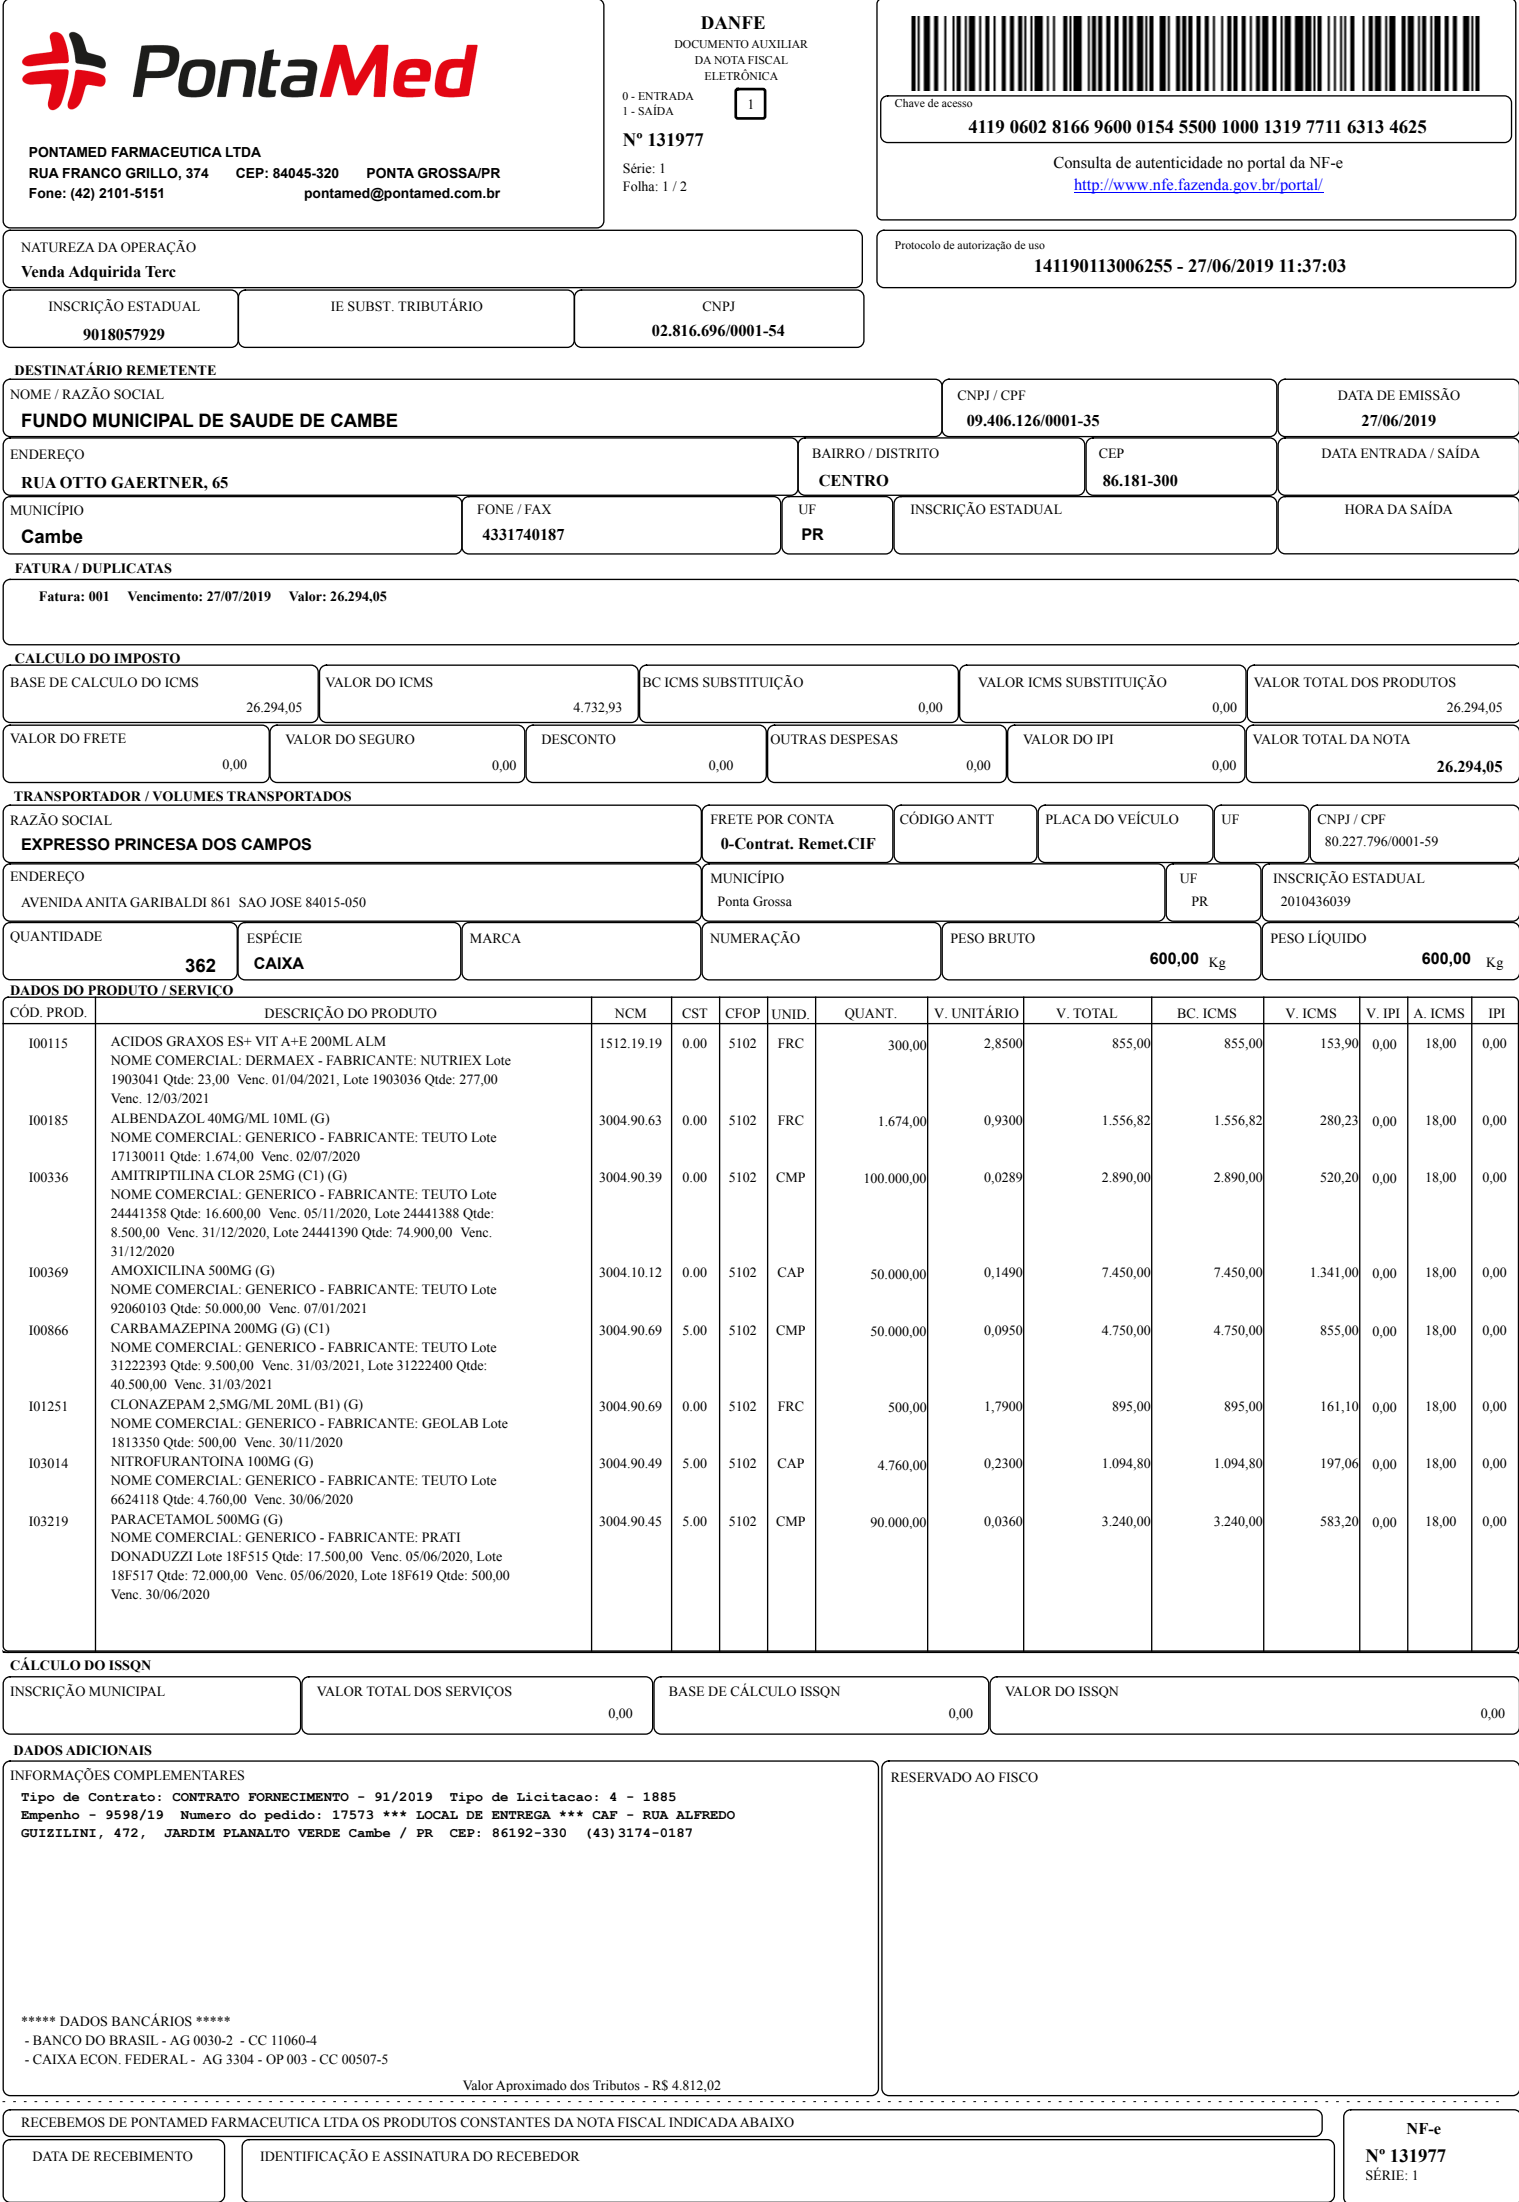 PontaMed
PONTAMED FARMACEUTICA LTDA
RUA FRANCO GRILLO, 374 CEP: 84045-320 PONTA GROSSA/PR
Fone: (42) 2101-5151 pontamed@pontamed.com.br
DANFE
DOCUMENTO AUXILIAR
DA NOTA FISCAL
ELETRÔNICA
0 - ENTRADA
1 - SAÍDA
1
Nº 131977
Série: 1
Folha: 1 / 2
Chave de acesso
4119 0602 8166 9600 0154 5500 1000 1319 7711 6313 4625
Consulta de autenticidade no portal da NF-e
http://www.nfe.fazenda.gov.br/portal/
NATUREZA DA OPERAÇÃO
Venda Adquirida Terc
Protocolo de autorização de uso
141190113006255 - 27/06/2019 11:37:03
INSCRIÇÃO ESTADUAL IE SUBST. TRIBUTÁRIO CNPJ
9018057929 02.816.696/0001-54
DESTINATÁRIO REMETENTE
NOME / RAZÃO SOCIAL CNPJ / CPF DATA DE EMISSÃO
FUNDO MUNICIPAL DE SAUDE DE CAMBE 09.406.126/0001-35 27/06/2019
ENDEREÇO BAIRRO / DISTRITO CEP DATA ENTRADA / SAÍDA
RUA OTTO GAERTNER, 65 CENTRO 86.181-300
MUNICÍPIO FONE / FAX UF INSCRIÇÃO ESTADUAL HORA DA SAÍDA
Cambe 4331740187 PR
FATURA / DUPLICATAS
Fatura: 001 Vencimento: 27/07/2019 Valor: 26.294,05
CALCULO DO IMPOSTO
BASE DE CALCULO DO ICMS VALOR DO ICMS BC ICMS SUBSTITUIÇÃO VALOR ICMS SUBSTITUIÇÃO VALOR TOTAL DOS PRODUTOS
26.294,05 4.732,93 0,00 0,00 26.294,05
VALOR DO FRETE VALOR DO SEGURO DESCONTO OUTRAS DESPESAS VALOR DO IPI VALOR TOTAL DA NOTA
0,00 0,00 0,00 0,00 0,00 26.294,05
TRANSPORTADOR / VOLUMES TRANSPORTADOS
RAZÃO SOCIAL FRETE POR CONTA CÓDIGO ANTT PLACA DO VEÍCULO UF CNPJ / CPF
EXPRESSO PRINCESA DOS CAMPOS 0-Contrat. Remet.CIF 80.227.796/0001-59
ENDEREÇO MUNICÍPIO UF INSCRIÇÃO ESTADUAL
AVENIDA ANITA GARIBALDI 861 SAO JOSE 84015-050 Ponta Grossa PR 2010436039
QUANTIDADE ESPÉCIE MARCA NUMERAÇÃO PESO BRUTO PESO LÍQUIDO
362 CAIXA 600,00 Kg 600,00 Kg
DADOS DO PRODUTO / SERVIÇO
CÓD. PROD. DESCRIÇÃO DO PRODUTO NCM CST CFOP UNID. QUANT. V. UNITÁRIO V. TOTAL BC. ICMS V. ICMS V. IPI A. ICMS IPI
I00115 ACIDOS GRAXOS ES+ VIT A+E 200ML ALM 1512.19.19 0.00 5102 FRC 300,00 2,8500 855,00 855,00 153,90 0,00 18,00 0,00
NOME COMERCIAL: DERMAEX - FABRICANTE: NUTRIEX Lote
1903041 Qtde: 23,00 Venc. 01/04/2021, Lote 1903036 Qtde: 277,00
Venc. 12/03/2021
I00185 ALBENDAZOL 40MG/ML 10ML (G) 3004.90.63 0.00 5102 FRC 1.674,00 0,9300 1.556,82 1.556,82 280,23 0,00 18,00 0,00
NOME COMERCIAL: GENERICO - FABRICANTE: TEUTO Lote
17130011 Qtde: 1.674,00 Venc. 02/07/2020
I00336 AMITRIPTILINA CLOR 25MG (C1) (G) 3004.90.39 0.00 5102 CMP 100.000,00 0,0289 2.890,00 2.890,00 520,20 0,00 18,00 0,00
NOME COMERCIAL: GENERICO - FABRICANTE: TEUTO Lote
24441358 Qtde: 16.600,00 Venc. 05/11/2020, Lote 24441388 Qtde:
8.500,00 Venc. 31/12/2020, Lote 24441390 Qtde: 74.900,00 Venc.
31/12/2020
I00369 AMOXICILINA 500MG (G) 3004.10.12 0.00 5102 CAP 50.000,00 0,1490 7.450,00 7.450,00 1.341,00 0,00 18,00 0,00
NOME COMERCIAL: GENERICO - FABRICANTE: TEUTO Lote
92060103 Qtde: 50.000,00 Venc. 07/01/2021
I00866 CARBAMAZEPINA 200MG (G) (C1) 3004.90.69 5.00 5102 CMP 50.000,00 0,0950 4.750,00 4.750,00 855,00 0,00 18,00 0,00
NOME COMERCIAL: GENERICO - FABRICANTE: TEUTO Lote
31222393 Qtde: 9.500,00 Venc. 31/03/2021, Lote 31222400 Qtde:
40.500,00 Venc. 31/03/2021
I01251 CLONAZEPAM 2,5MG/ML 20ML (B1) (G) 3004.90.69 0.00 5102 FRC 500,00 1,7900 895,00 895,00 161,10 0,00 18,00 0,00
NOME COMERCIAL: GENERICO - FABRICANTE: GEOLAB Lote
1813350 Qtde: 500,00 Venc. 30/11/2020
I03014 NITROFURANTOINA 100MG (G) 3004.90.49 5.00 5102 CAP 4.760,00 0,2300 1.094,80 1.094,80 197,06 0,00 18,00 0,00
NOME COMERCIAL: GENERICO - FABRICANTE: TEUTO Lote
6624118 Qtde: 4.760,00 Venc. 30/06/2020
I03219 PARACETAMOL 500MG (G) 3004.90.45 5.00 5102 CMP 90.000,00 0,0360 3.240,00 3.240,00 583,20 0,00 18,00 0,00
NOME COMERCIAL: GENERICO - FABRICANTE: PRATI
DONADUZZI Lote 18F515 Qtde: 17.500,00 Venc. 05/06/2020, Lote
18F517 Qtde: 72.000,00 Venc. 05/06/2020, Lote 18F619 Qtde: 500,00
Venc. 30/06/2020
CÁLCULO DO ISSQN
INSCRIÇÃO MUNICIPAL VALOR TOTAL DOS SERVIÇOS BASE DE CÁLCULO ISSQN VALOR DO ISSQN
0,00 0,00 0,00
DADOS ADICIONAIS
INFORMAÇÕES COMPLEMENTARES RESERVADO AO FISCO
Tipo de Contrato: CONTRATO FORNECIMENTO - 91/2019 Tipo de Licitacao: 4 - 1885
Empenho - 9598/19 Numero do pedido: 17573 *** LOCAL DE ENTREGA *** CAF - RUA ALFREDO
GUIZILINI, 472, JARDIM PLANALTO VERDE Cambe / PR CEP: 86192-330 (43)3174-0187
***** DADOS BANCÁRIOS *****
- BANCO DO BRASIL - AG 0030-2 - CC 11060-4
- CAIXA ECON. FEDERAL - AG 3304 - OP 003 - CC 00507-5
Valor Aproximado dos Tributos - R$ 4.812,02
RECEBEMOS DE PONTAMED FARMACEUTICA LTDA OS PRODUTOS CONSTANTES DA NOTA FISCAL INDICADA ABAIXO
DATA DE RECEBIMENTO IDENTIFICAÇÃO E ASSINATURA DO RECEBEDOR
NF-e
Nº 131977
SÉRIE: 1